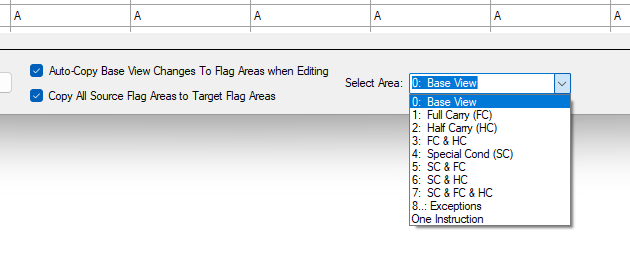 A A A A A A
Auto-Copy Base View Changes To Flag Areas when Editing
Copy All Source Flag Areas to Target Flag Areas
Select Area: 0: Base View
0: Base View
1: Full Carry (FC)
2: Half Carry (HC)
3: FC & HC
4: Special Cond (SC)
5: SC & FC
6: SC & HC
7: SC & FC & HC
8..: Exceptions
One Instruction